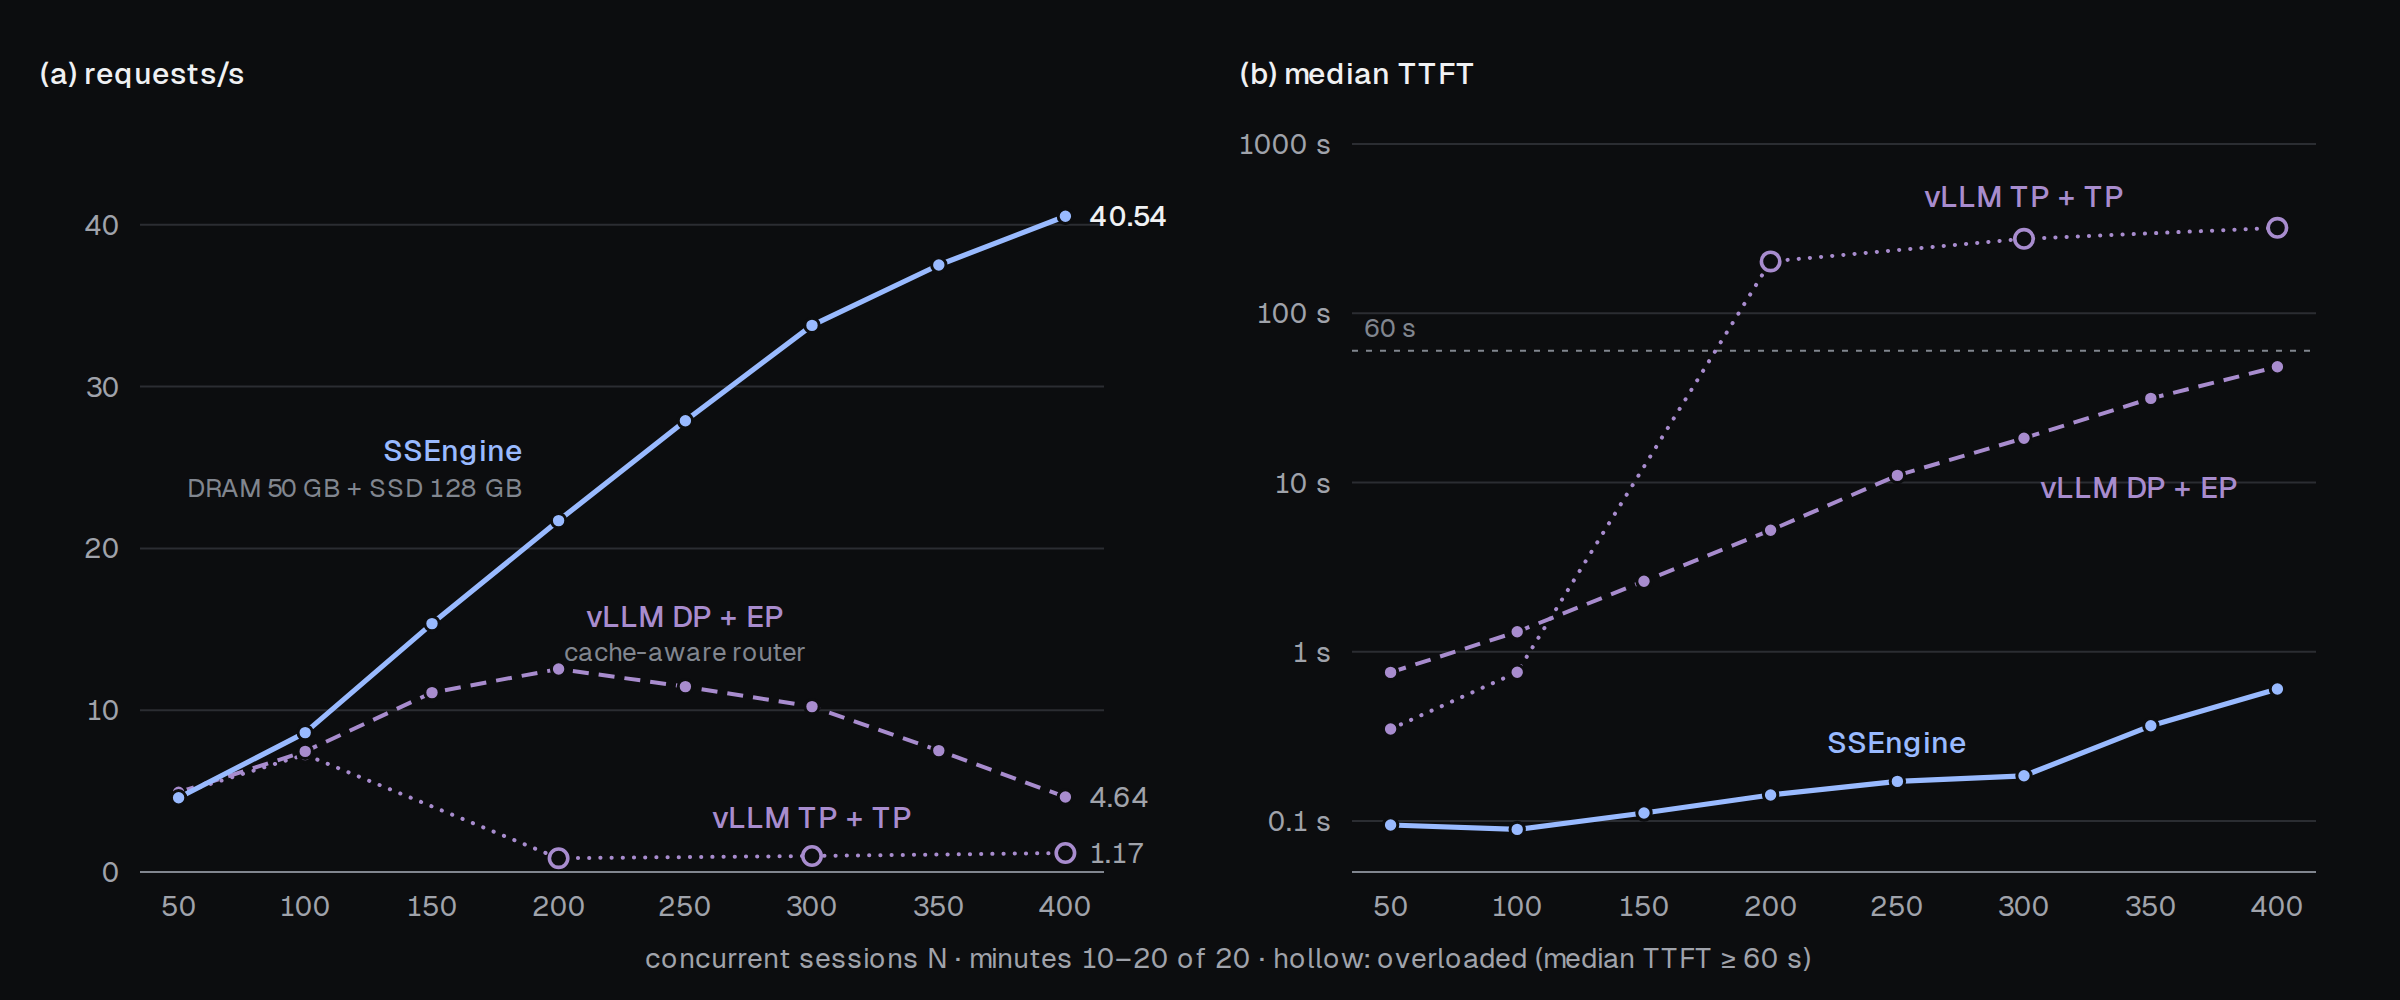 (a) requests/s
40
30
20
10
0
40.54
SSEngine
DRAM 50 GB + SSD 128 GB
vLLM DP + EP
cache-aware router
4.64
vLLM TP + TP
1.17
50 100 150 200 250 300 350 400
(b) median TTFT
1000 s
100 s
10 s
1 s
0.1 s
vLLM TP + TP
60 s
vLLM DP + EP
SSEngine
50 100 150 200 250 300 350 400
concurrent sessions N · minutes 10–20 of 20 · hollow: overloaded (median TTFT ≥ 60 s)